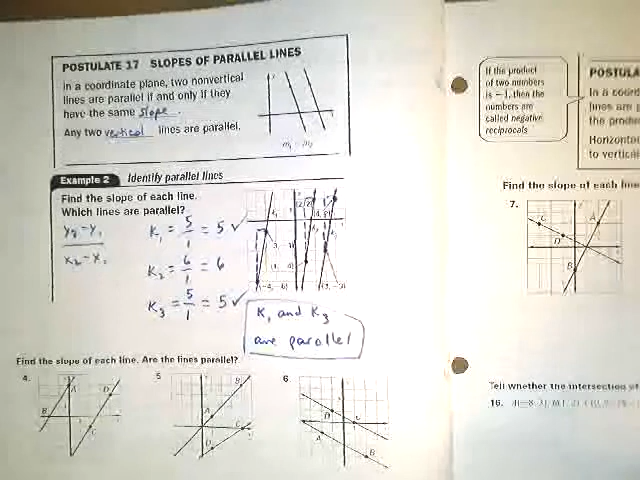 POSTULATE 17 SLOPES OF PARALLEL LINES
In a coordinate plane, two nonvertical
lines are parallel if and only if they
have the same slope.
Any two vertical lines are parallel.
Example 2 Identify parallel lines
Find the slope of each line.
Which lines are parallel?
y₂ - y₁
x₂ - x₁
K₁ = 5/1 = 5 ✓
K₂ = 6/1 = 6
K₃ = 5/1 = 5 ✓
K₁ and K₃
are parallel
Find the slope of each line. Are the lines parallel?
4.
A
B
C
D
5
A
B
C
D
6.
A
B
C
D
If the product
of two numbers
is −1, then the
numbers are
called negative
reciprocals
POSTULA
In a coord
lines are
the produ
Horizontal
to vertical
Find the slope of each line
7.
A
B
C
D
Tell whether the intersection of
16.